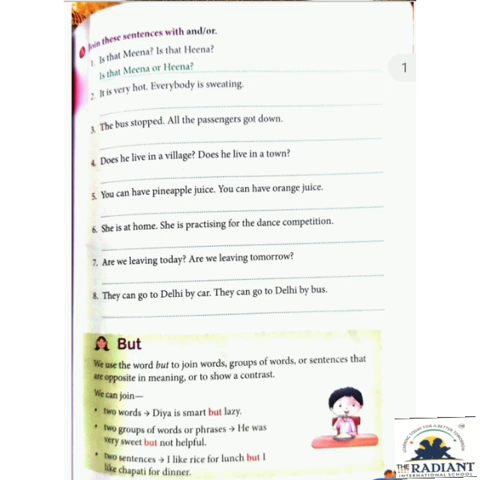 Join these sentences with and/or.
1. Is that Meena? Is that Heena?
Is that Meena or Heena?
2. It is very hot. Everybody is sweating.
3. The bus stopped. All the passengers got down.
4. Does he live in a village? Does he live in a town?
5. You can have pineapple juice. You can have orange juice.
6. She is at home. She is practising for the dance competition.
7. Are we leaving today? Are we leaving tomorrow?
8. They can go to Delhi by car. They can go to Delhi by bus.
But
We use the word but to join words, groups of words, or sentences that
are opposite in meaning, or to show a contrast.
We can join—
• two words → Diya is smart but lazy.
• two groups of words or phrases → He was
very sweet but not helpful.
• two sentences → I like rice for lunch but I
like chapati for dinner.
1
THE RADIANT
INTERNATIONAL SCHOOL